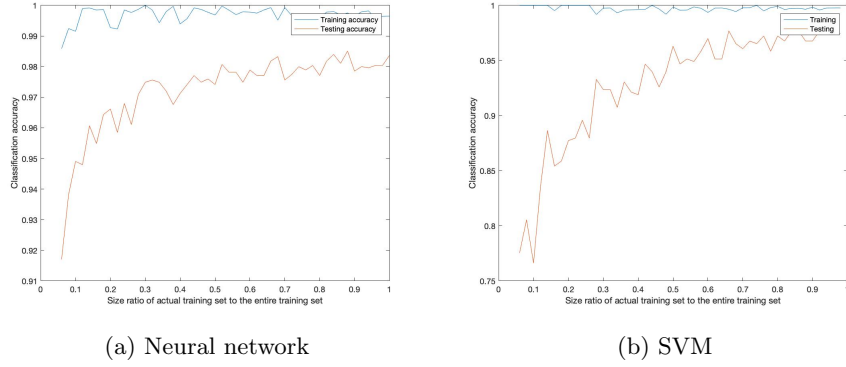 1
0.99
0.98
0.97
0.96
0.95
0.94
0.93
0.92
0.91
0 0.1 0.2 0.3 0.4 0.5 0.6 0.7 0.8 0.9 1
Classification accuracy
Size ratio of actual training set to the entire training set
Training accuracy
Testing accuracy
(a) Neural network
1
0.95
0.9
0.85
0.8
0.75
0 0.1 0.2 0.3 0.4 0.5 0.6 0.7 0.8 0.9 1
Classification accuracy
Size ratio of actual training set to the entire training set
Training
Testing
(b) SVM